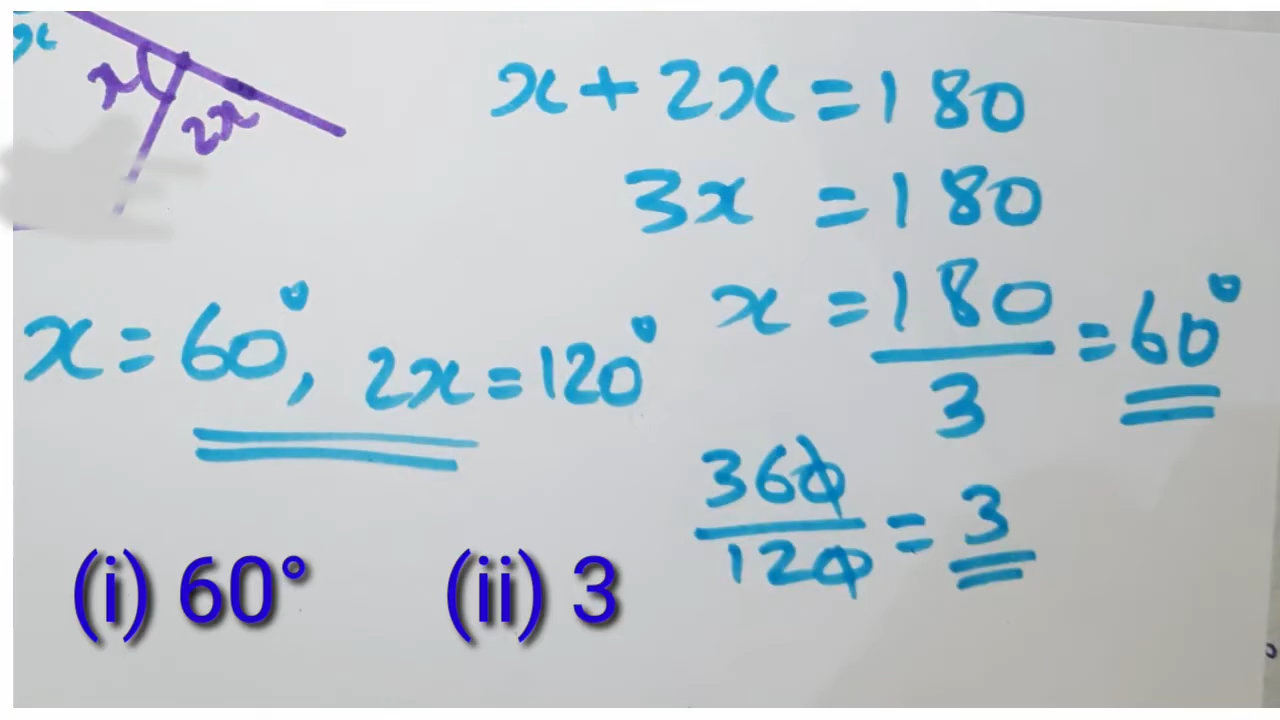 x
x
2x
x + 2x = 180
3x = 180
x = 180/3 = 60°
x = 60°, 2x = 120°
360/120 = 3
(i) 60° (ii) 3